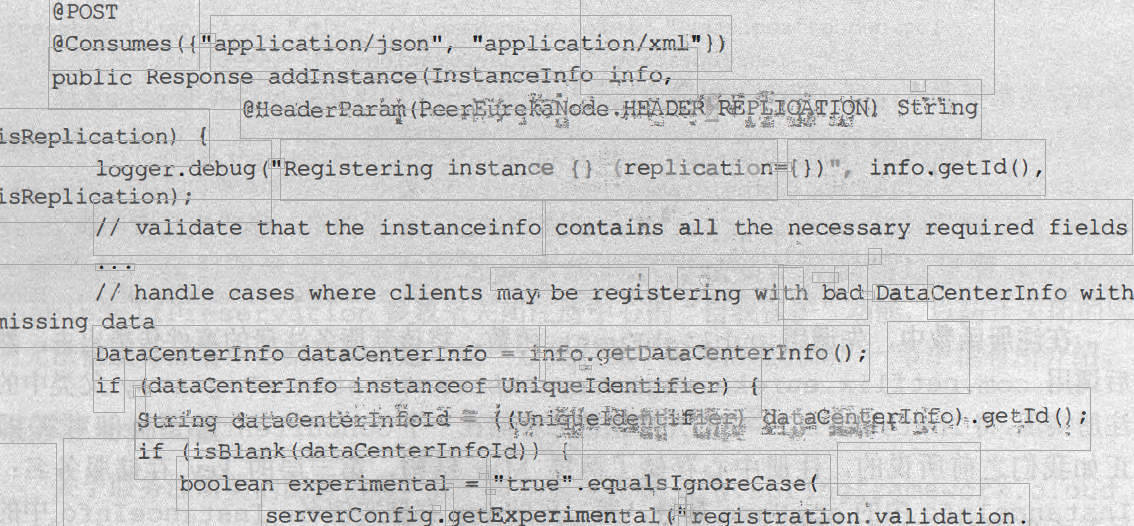 @POST
@Consumes({"application/json", "application/xml"})
public Response addInstance(InstanceInfo info,
@HeaderParam(PeerEurekaNode.HEADER_REPLICATION) String
isReplication) {
logger.debug("Registering instance {} (replication={})", info.getId(),
isReplication);
// validate that the instanceinfo contains all the necessary required fields
...
// handle cases where clients may be registering with bad DataCenterInfo with
missing data
DataCenterInfo dataCenterInfo = info.getDataCenterInfo();
if (dataCenterInfo instanceof UniqueIdentifier) {
String dataCenterInfoId = ((UniqueIdentifier) dataCenterInfo).getId();
if (isBlank(dataCenterInfoId)) {
boolean experimental = "true".equalsIgnoreCase(
serverConfig.getExperimental("registration.validation.